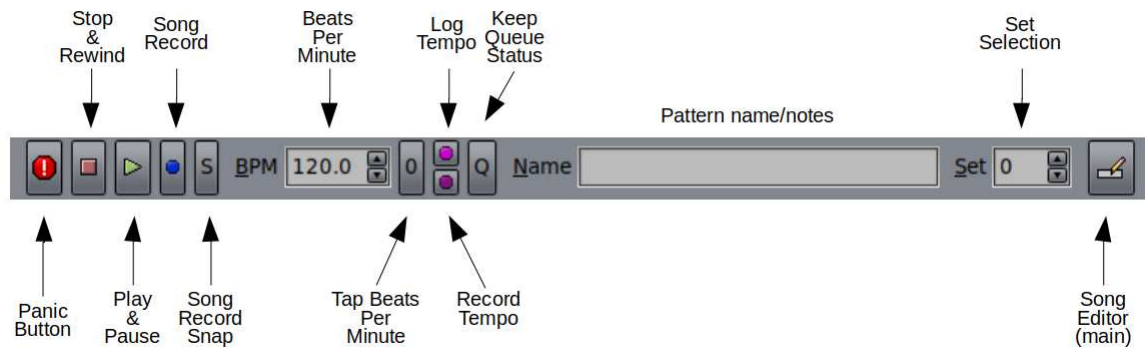 Stop
&
Rewind
Song
Record
Beats
Per
Minute
Log
Tempo
Keep
Queue
Status
Set
Selection
Pattern name/notes
S BPM 120.0 0 Q Name Set 0
Panic
Button
Play
&
Pause
Song
Record
Snap
Tap Beats
Per
Minute
Record
Tempo
Song
Editor
(main)